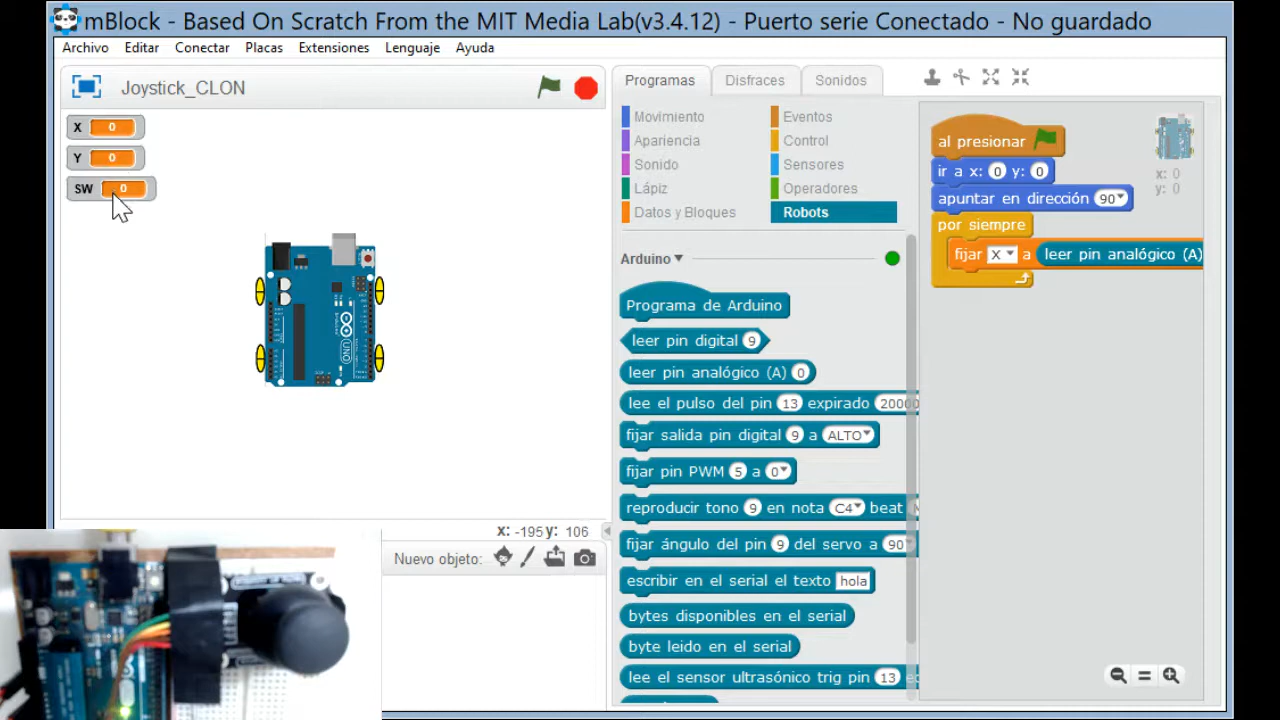 mBlock - Based On Scratch From the MIT Media Lab(v3.4.12) - Puerto serie Conectado - No guardado
Archivo Editar Conectar Placas Extensiones Lenguaje Ayuda
Joystick_CLON
X 0
Y 0
SW 0
UNO
x: -195 y: 106
Nuevo objeto:
Programas Disfraces Sonidos
Movimiento Eventos
Apariencia Control
Sonido Sensores
Lápiz Operadores
Datos y Bloques Robots
Arduino
Programa de Arduino
leer pin digital 9
leer pin analógico (A) 0
lee el pulso del pin 13 expirado 20000
fijar salida pin digital 9 a ALTO
fijar pin PWM 5 a 0
reproducir tono 9 en nota C4 beat
fijar ángulo del pin 9 del servo a 90
escribir en el serial el texto hola
bytes disponibles en el serial
byte leido en el serial
lee el sensor ultrasónico trig pin 13
al presionar
ir a x: 0 y: 0
apuntar en dirección 90
por siempre
fijar X a leer pin analógico (A)
x: 0
y: 0